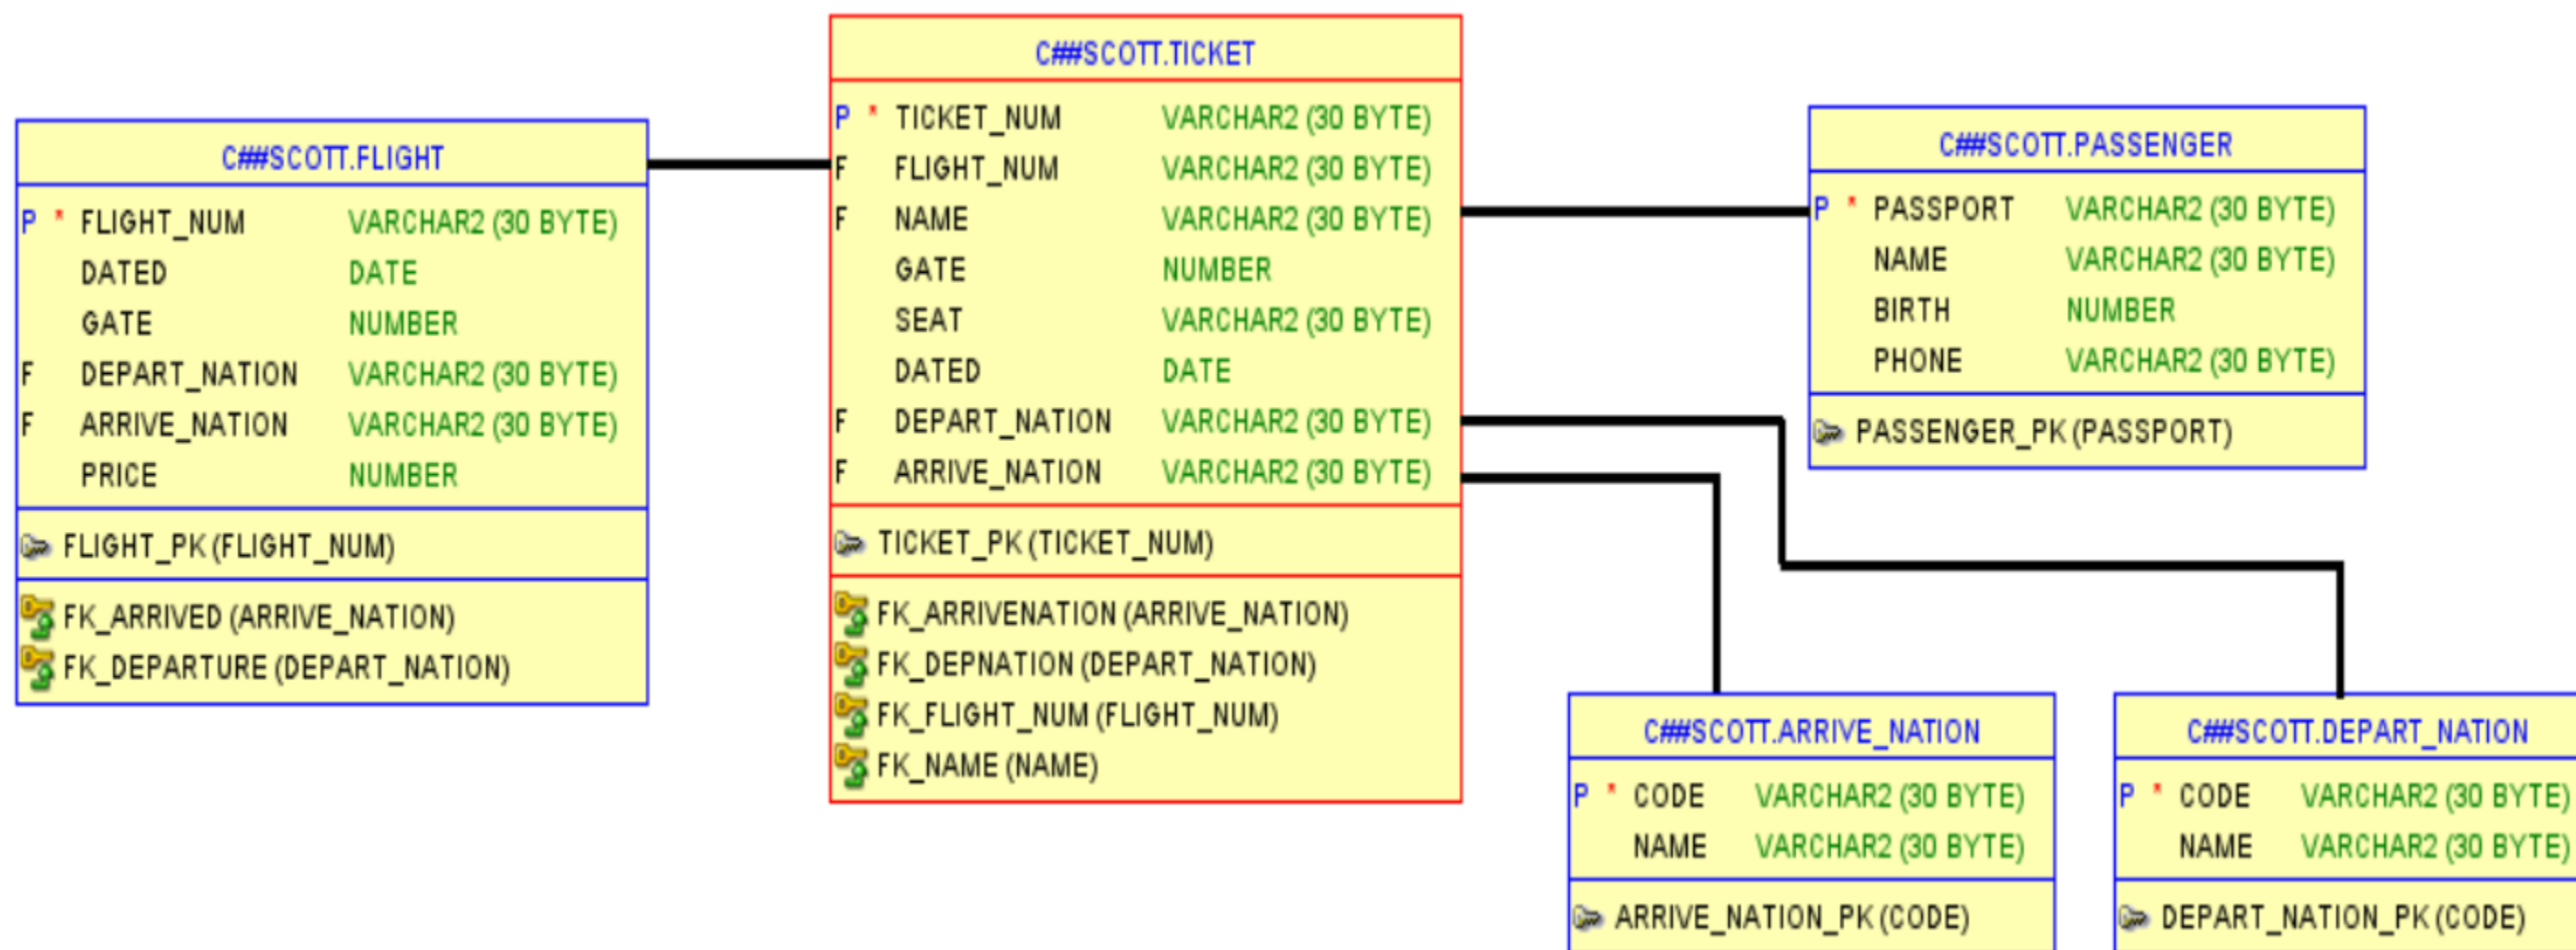 C##SCOTT.FLIGHT
P * FLIGHT_NUM VARCHAR2 (30 BYTE)
DATED DATE
GATE NUMBER
F DEPART_NATION VARCHAR2 (30 BYTE)
F ARRIVE_NATION VARCHAR2 (30 BYTE)
PRICE NUMBER
FLIGHT_PK (FLIGHT_NUM)
FK_ARRIVED (ARRIVE_NATION)
FK_DEPARTURE (DEPART_NATION)
C##SCOTT.TICKET
P * TICKET_NUM VARCHAR2 (30 BYTE)
F FLIGHT_NUM VARCHAR2 (30 BYTE)
F NAME VARCHAR2 (30 BYTE)
GATE NUMBER
SEAT VARCHAR2 (30 BYTE)
DATED DATE
F DEPART_NATION VARCHAR2 (30 BYTE)
F ARRIVE_NATION VARCHAR2 (30 BYTE)
TICKET_PK (TICKET_NUM)
FK_ARRIVENATION (ARRIVE_NATION)
FK_DEPNATION (DEPART_NATION)
FK_FLIGHT_NUM (FLIGHT_NUM)
FK_NAME (NAME)
C##SCOTT.PASSENGER
P * PASSPORT VARCHAR2 (30 BYTE)
NAME VARCHAR2 (30 BYTE)
BIRTH NUMBER
PHONE VARCHAR2 (30 BYTE)
PASSENGER_PK (PASSPORT)
C##SCOTT.ARRIVE_NATION
P * CODE VARCHAR2 (30 BYTE)
NAME VARCHAR2 (30 BYTE)
ARRIVE_NATION_PK (CODE)
C##SCOTT.DEPART_NATION
P * CODE VARCHAR2 (30 BYTE)
NAME VARCHAR2 (30 BYTE)
DEPART_NATION_PK (CODE)